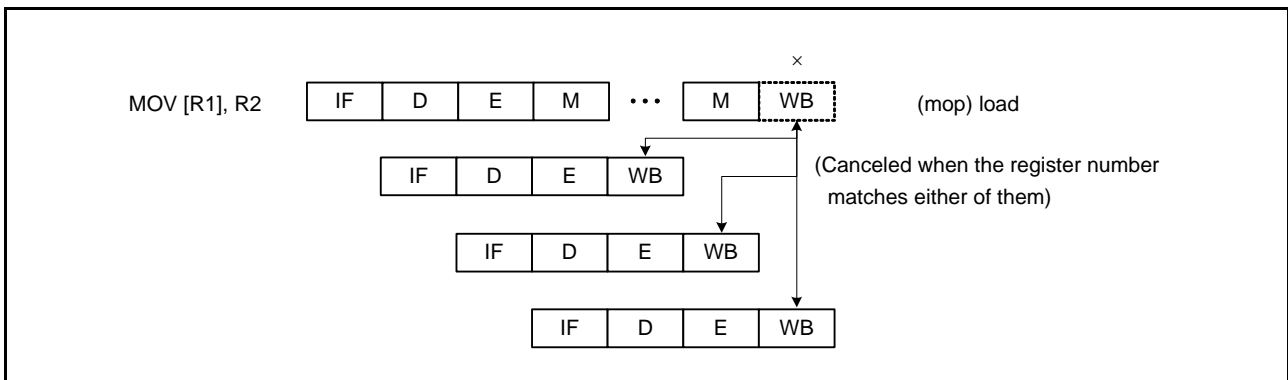 ×
MOV [R1], R2 IF D E M • • • M WB (mop) load
IF D E WB (Canceled when the register number
matches either of them)
IF D E WB
IF D E WB